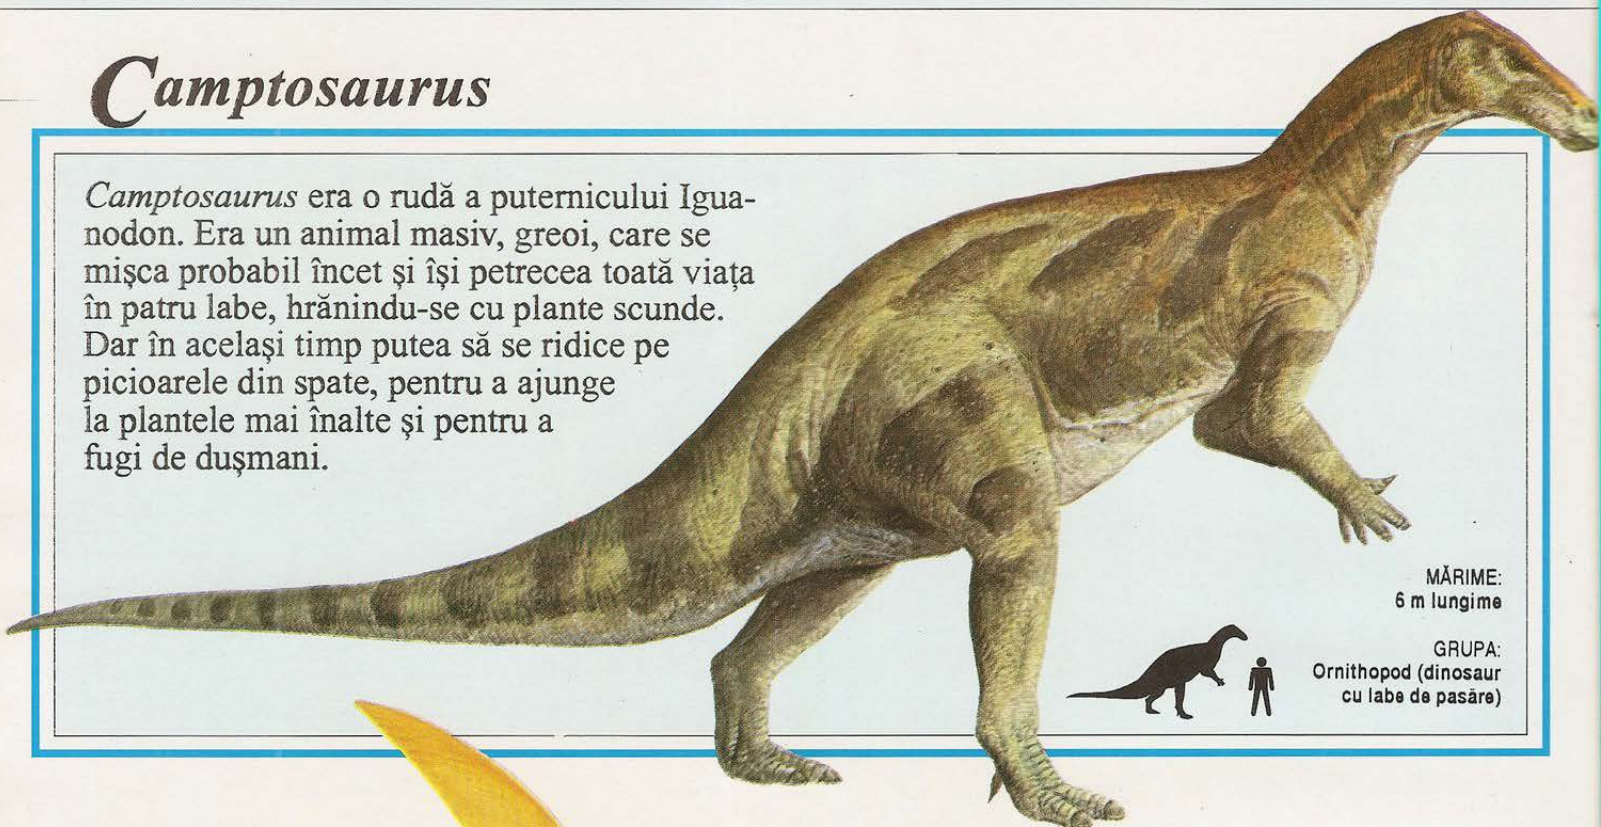 Camptosaurus
Camptosaurus era o rudă a puternicului Igua-
nodon. Era un animal masiv, greoi, care se
mişca probabil încet şi îşi petrecea toată viaţa
în patru labe, hrănindu-se cu plante scunde.
Dar în acelaşi timp putea să se ridice pe
picioarele din spate, pentru a ajunge
la plantele mai înalte şi pentru a
fugi de duşmani.
MĂRIME:
6 m lungime
GRUPA:
Ornithopod (dinosaur
cu labe de pasăre)